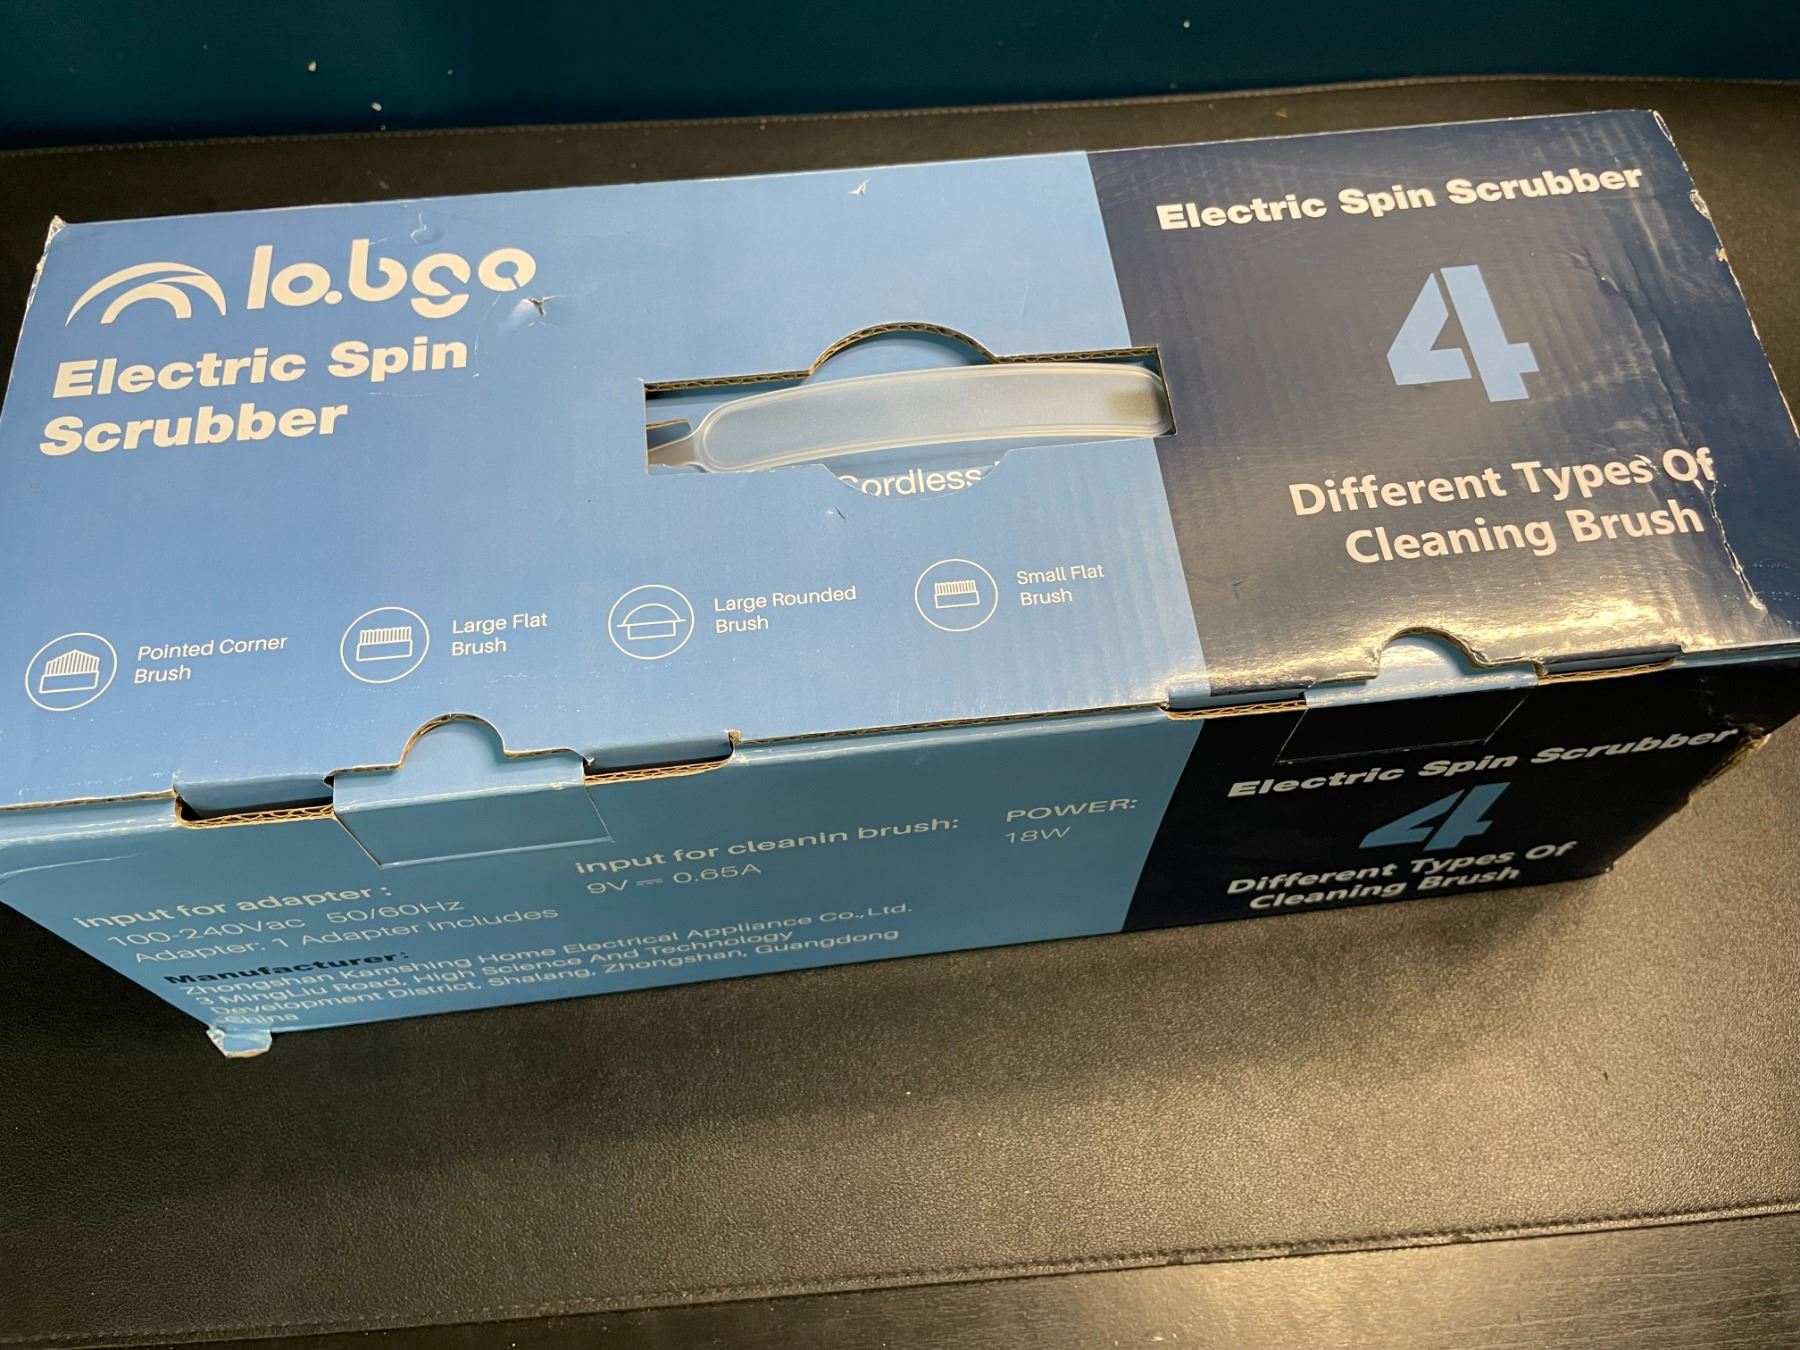 lo.bgo
Electric Spin
Scrubber
Cordless
Pointed Corner
Brush
Large Flat
Brush
Large Rounded
Brush
Small Flat
Brush
Electric Spin Scrubber
4
Different Types Of
Cleaning Brush
input for adapter :
100-240Vac 50/60Hz
Adapter: 1 Adapter Includes
input for cleanin brush:
9V ⎓ 0.65A
POWER:
18W
Manufacturer:
Zhongshan Kamshing Home Electrical Appliance Co.,Ltd.
3 MingLiu Road, High Science And Technology
Development District, Shalang, Zhongshan, Guangdong
China
Electric Spin Scrubber
4
Different Types Of
Cleaning Brush